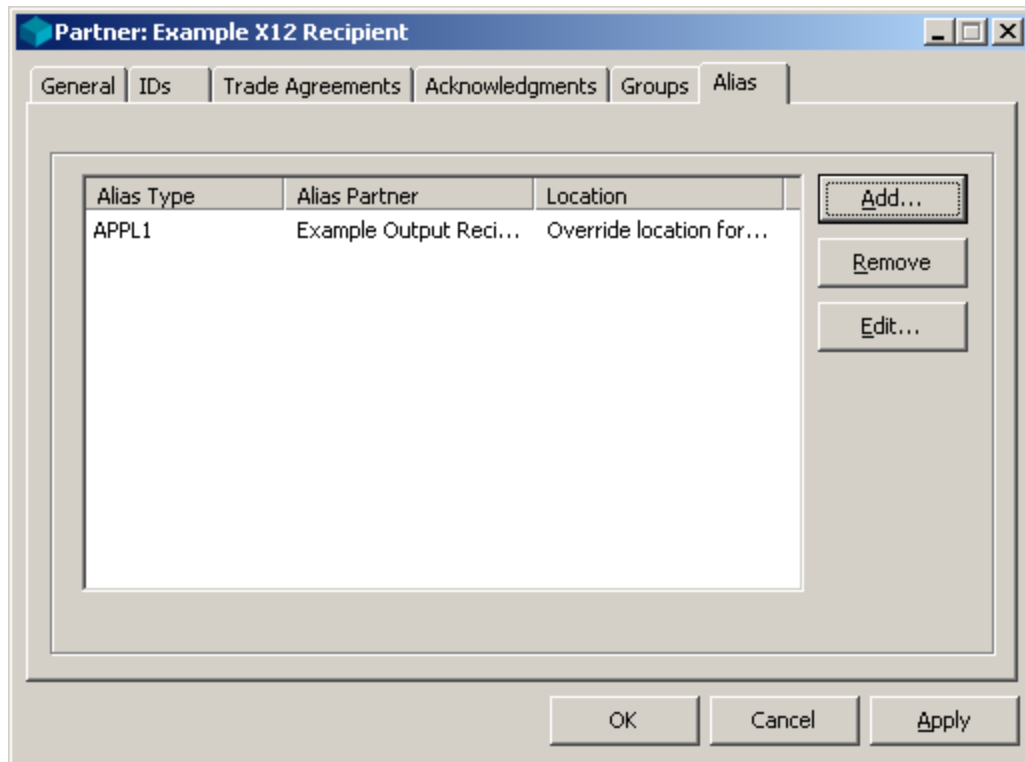 Partner: Example X12 Recipient
General IDs Trade Agreements Acknowledgments Groups Alias
Alias Type Alias Partner Location
APPL1 Example Output Reci... Override location for...
Add...
Remove
Edit...
OK Cancel Apply